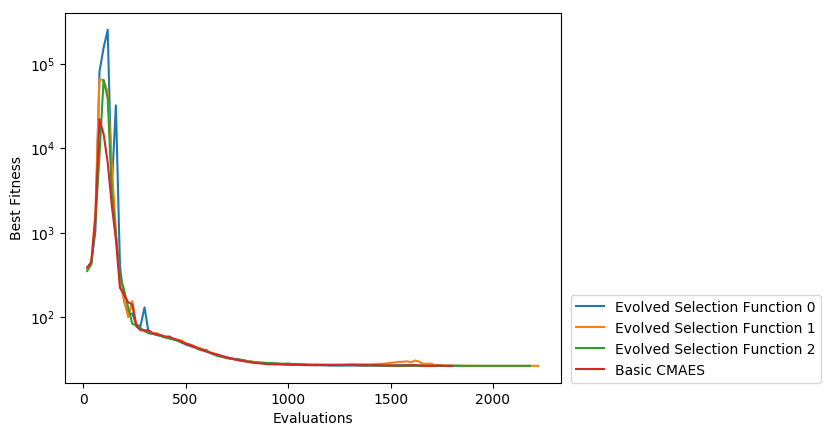 10⁵
10⁴
10³
10²
Best Fitness
0 500 1000 1500 2000
Evaluations
Evolved Selection Function 0
Evolved Selection Function 1
Evolved Selection Function 2
Basic CMAES